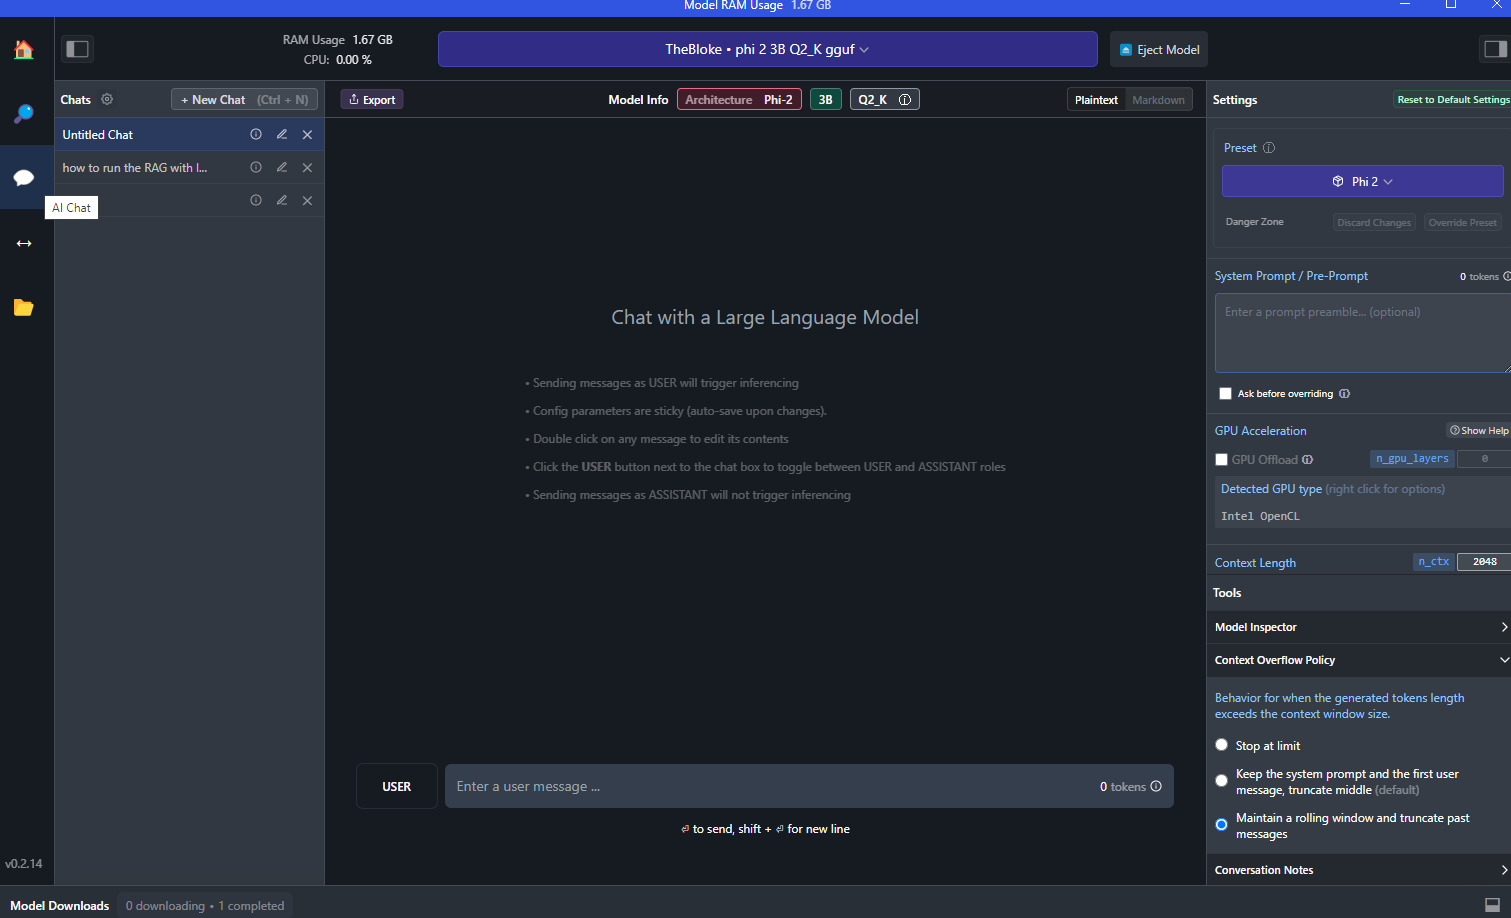 Model RAM Usage 1.67 GB
RAM Usage 1.67 GB
CPU: 0.00 %
TheBloke • phi 2 3B Q2_K gguf
Eject Model
Chats
+ New Chat (Ctrl + N)
Export
Model Info
Architecture Phi-2
3B
Q2_K
Plaintext
Markdown
Settings
Reset to Default Settings
Untitled Chat
how to run the RAG with l...
AI Chat
Preset
Phi 2
Danger Zone
Discard Changes
Override Preset
System Prompt / Pre-Prompt
0 tokens
Enter a prompt preamble... (optional)
Ask before overriding
Chat with a Large Language Model
• Sending messages as USER will trigger inferencing
• Config parameters are sticky (auto-save upon changes).
• Double click on any message to edit its contents
• Click the USER button next to the chat box to toggle between USER and ASSISTANT roles
• Sending messages as ASSISTANT will not trigger inferencing
GPU Acceleration
Show Help
GPU Offload
n_gpu_layers
0
Detected GPU type (right click for options)
Intel OpenCL
Context Length
n_ctx
2048
Tools
Model Inspector
Context Overflow Policy
Behavior for when the generated tokens length
exceeds the context window size.
Stop at limit
Keep the system prompt and the first user
message, truncate middle (default)
Maintain a rolling window and truncate past
messages
Conversation Notes
USER
Enter a user message ...
0 tokens
⏎ to send, shift + ⏎ for new line
v0.2.14
Model Downloads
0 downloading • 1 completed